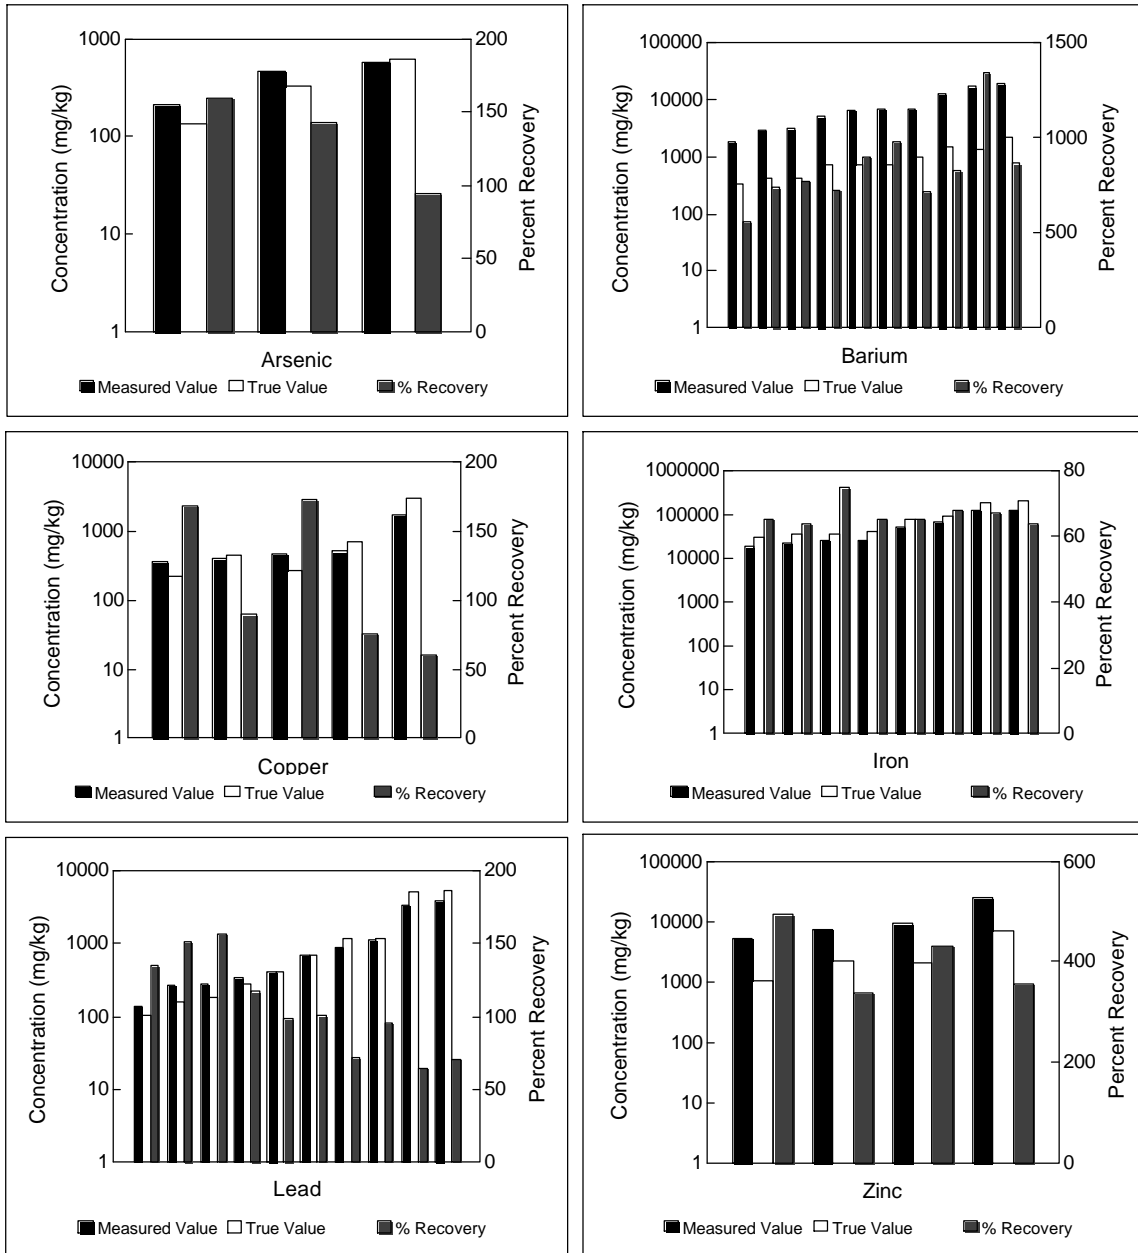 1000
100
10
1
Concentration (mg/kg)
200
150
100
50
0
Percent Recovery
Arsenic
Measured Value True Value % Recovery
100000
10000
1000
100
10
1
Concentration (mg/kg)
1500
1000
500
0
Percent Recovery
Barium
Measured Value True Value % Recovery
10000
1000
100
10
1
Concentration (mg/kg)
200
150
100
50
0
Percent Recovery
Copper
Measured Value True Value % Recovery
1000000
100000
10000
1000
100
10
1
Concentration (mg/kg)
80
60
40
20
0
Percent Recovery
Iron
Measured Value True Value % Recovery
10000
1000
100
10
1
Concentration (mg/kg)
200
150
100
50
0
Percent Recovery
Lead
Measured Value True Value % Recovery
100000
10000
1000
100
10
1
Concentration (mg/kg)
600
400
200
0
Percent Recovery
Zinc
Measured Value True Value % Recovery